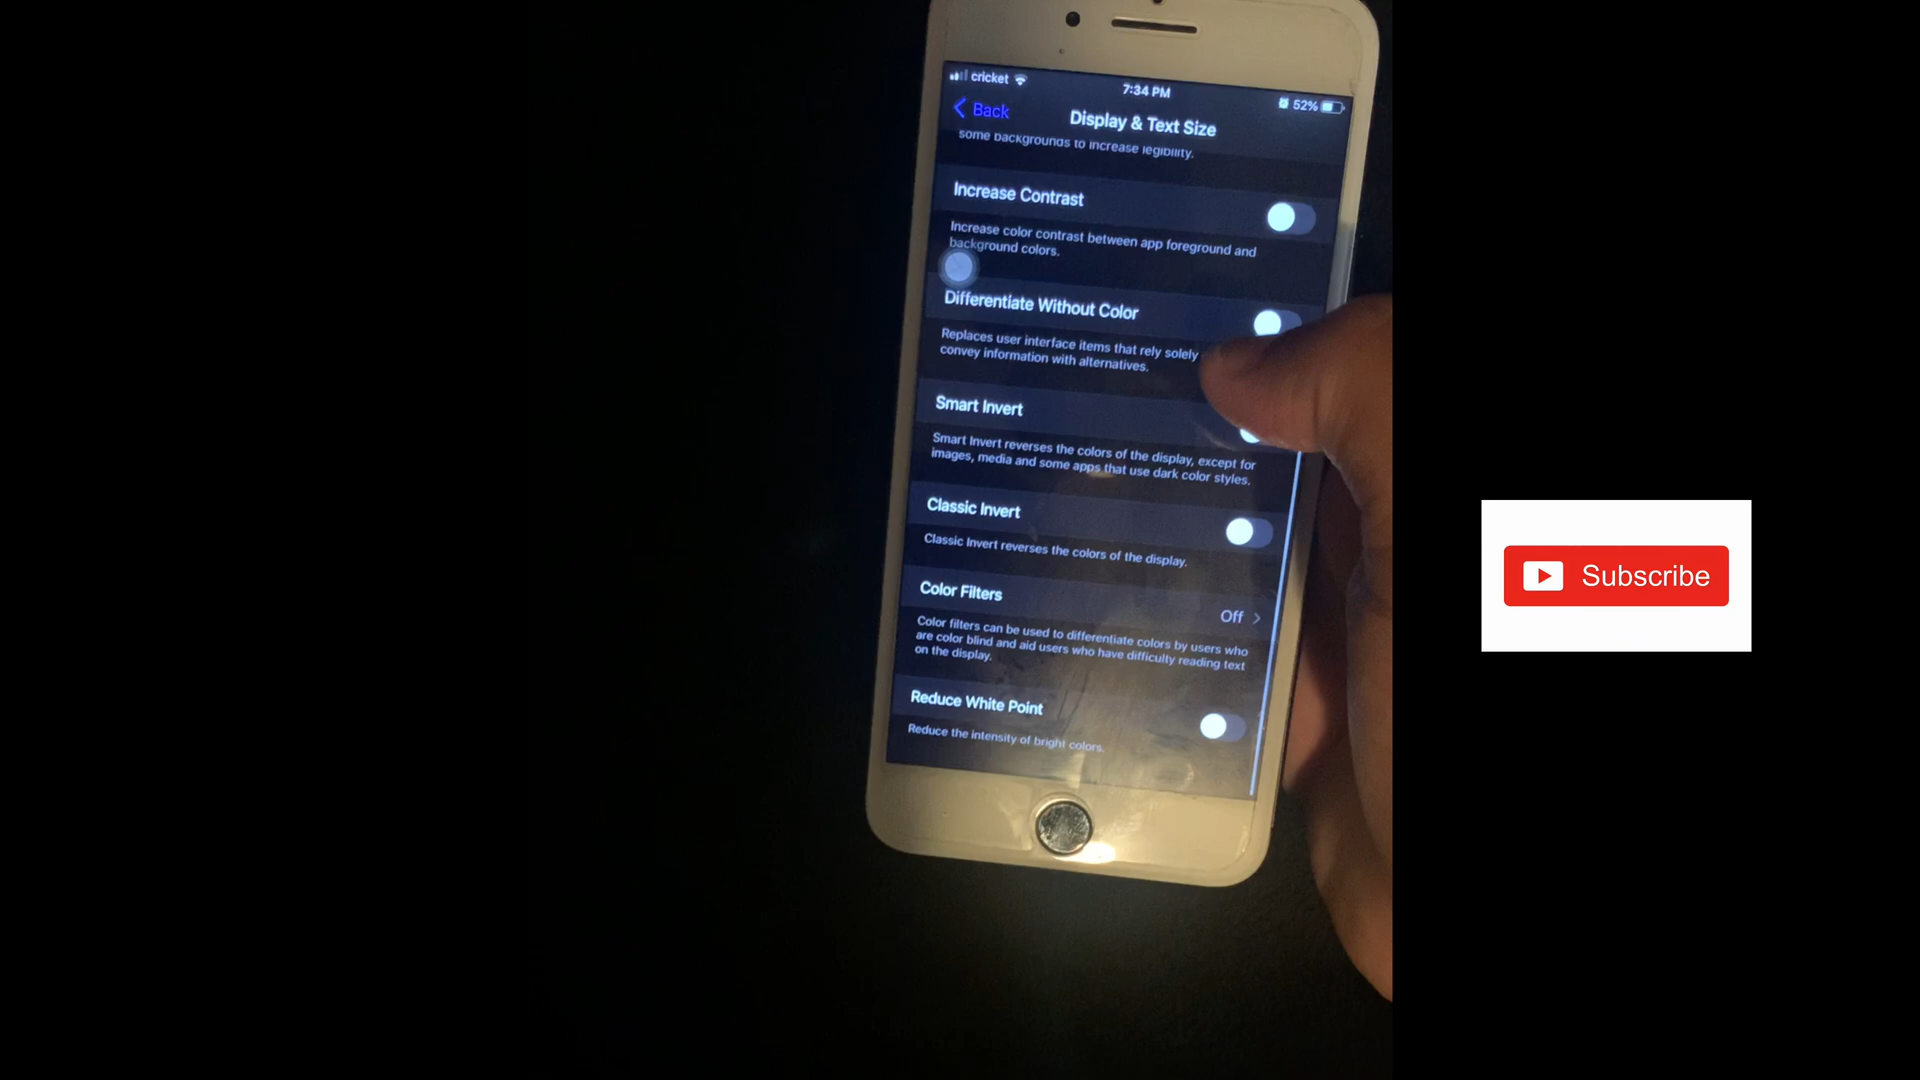 cricket
7:34 PM
52%
Back
Display & Text Size
some backgrounds to increase legibility.
Increase Contrast
Increase color contrast between app foreground and
background colors.
Differentiate Without Color
Replaces user interface items that rely solely
convey information with alternatives.
Smart Invert
Smart Invert reverses the colors of the display, except for
images, media and some apps that use dark color styles.
Classic Invert
Classic Invert reverses the colors of the display.
Color Filters
Off
Color filters can be used to differentiate colors by users who
are color blind and aid users who have difficulty reading text
on the display.
Reduce White Point
Reduce the intensity of bright colors.
Subscribe